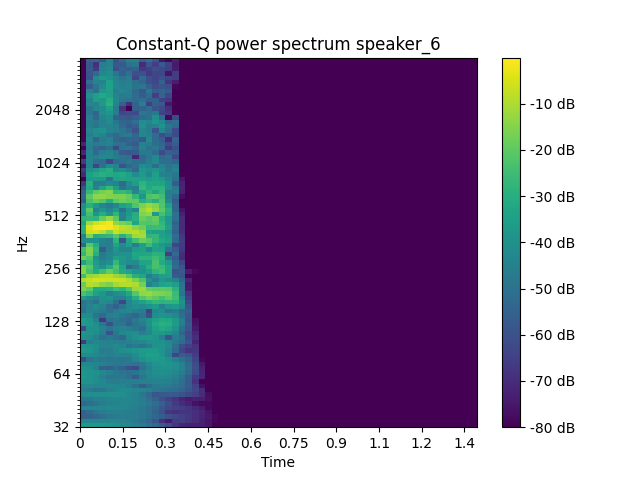 Constant-Q power spectrum speaker_6
Hz
2048
1024
512
256
128
64
32
0 0.15 0.3 0.45 0.6 0.75 0.9 1.1 1.2 1.4
Time
-10 dB
-20 dB
-30 dB
-40 dB
-50 dB
-60 dB
-70 dB
-80 dB